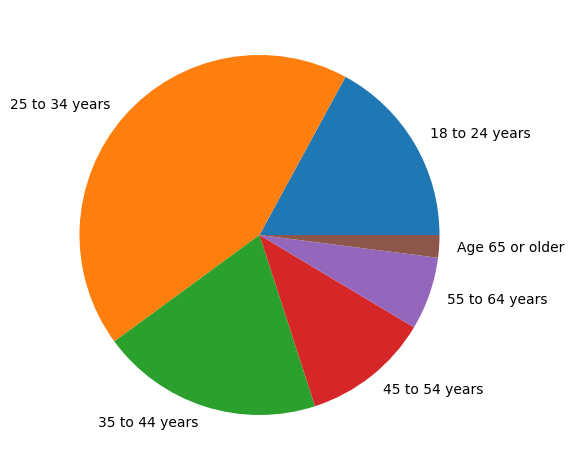 25 to 34 years
18 to 24 years
Age 65 or older
55 to 64 years
45 to 54 years
35 to 44 years